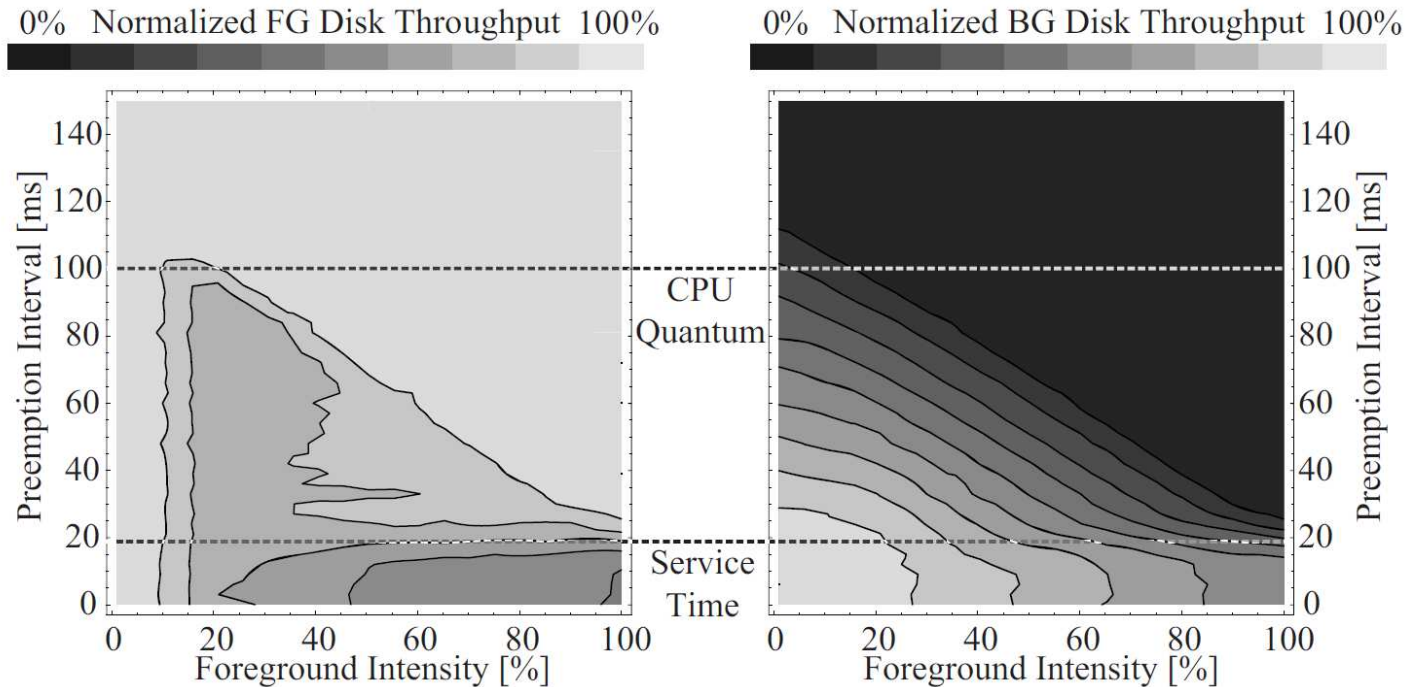 0% Normalized FG Disk Throughput 100%
0% Normalized BG Disk Throughput 100%
Preemption Interval [ms]
140
120
100
80
60
40
20
0
0 20 40 60 80 100
Foreground Intensity [%]
CPU
Quantum
Service
Time
140
120
100
80
60
40
20
0
Preemption Interval [ms]
0 20 40 60 80 100
Foreground Intensity [%]